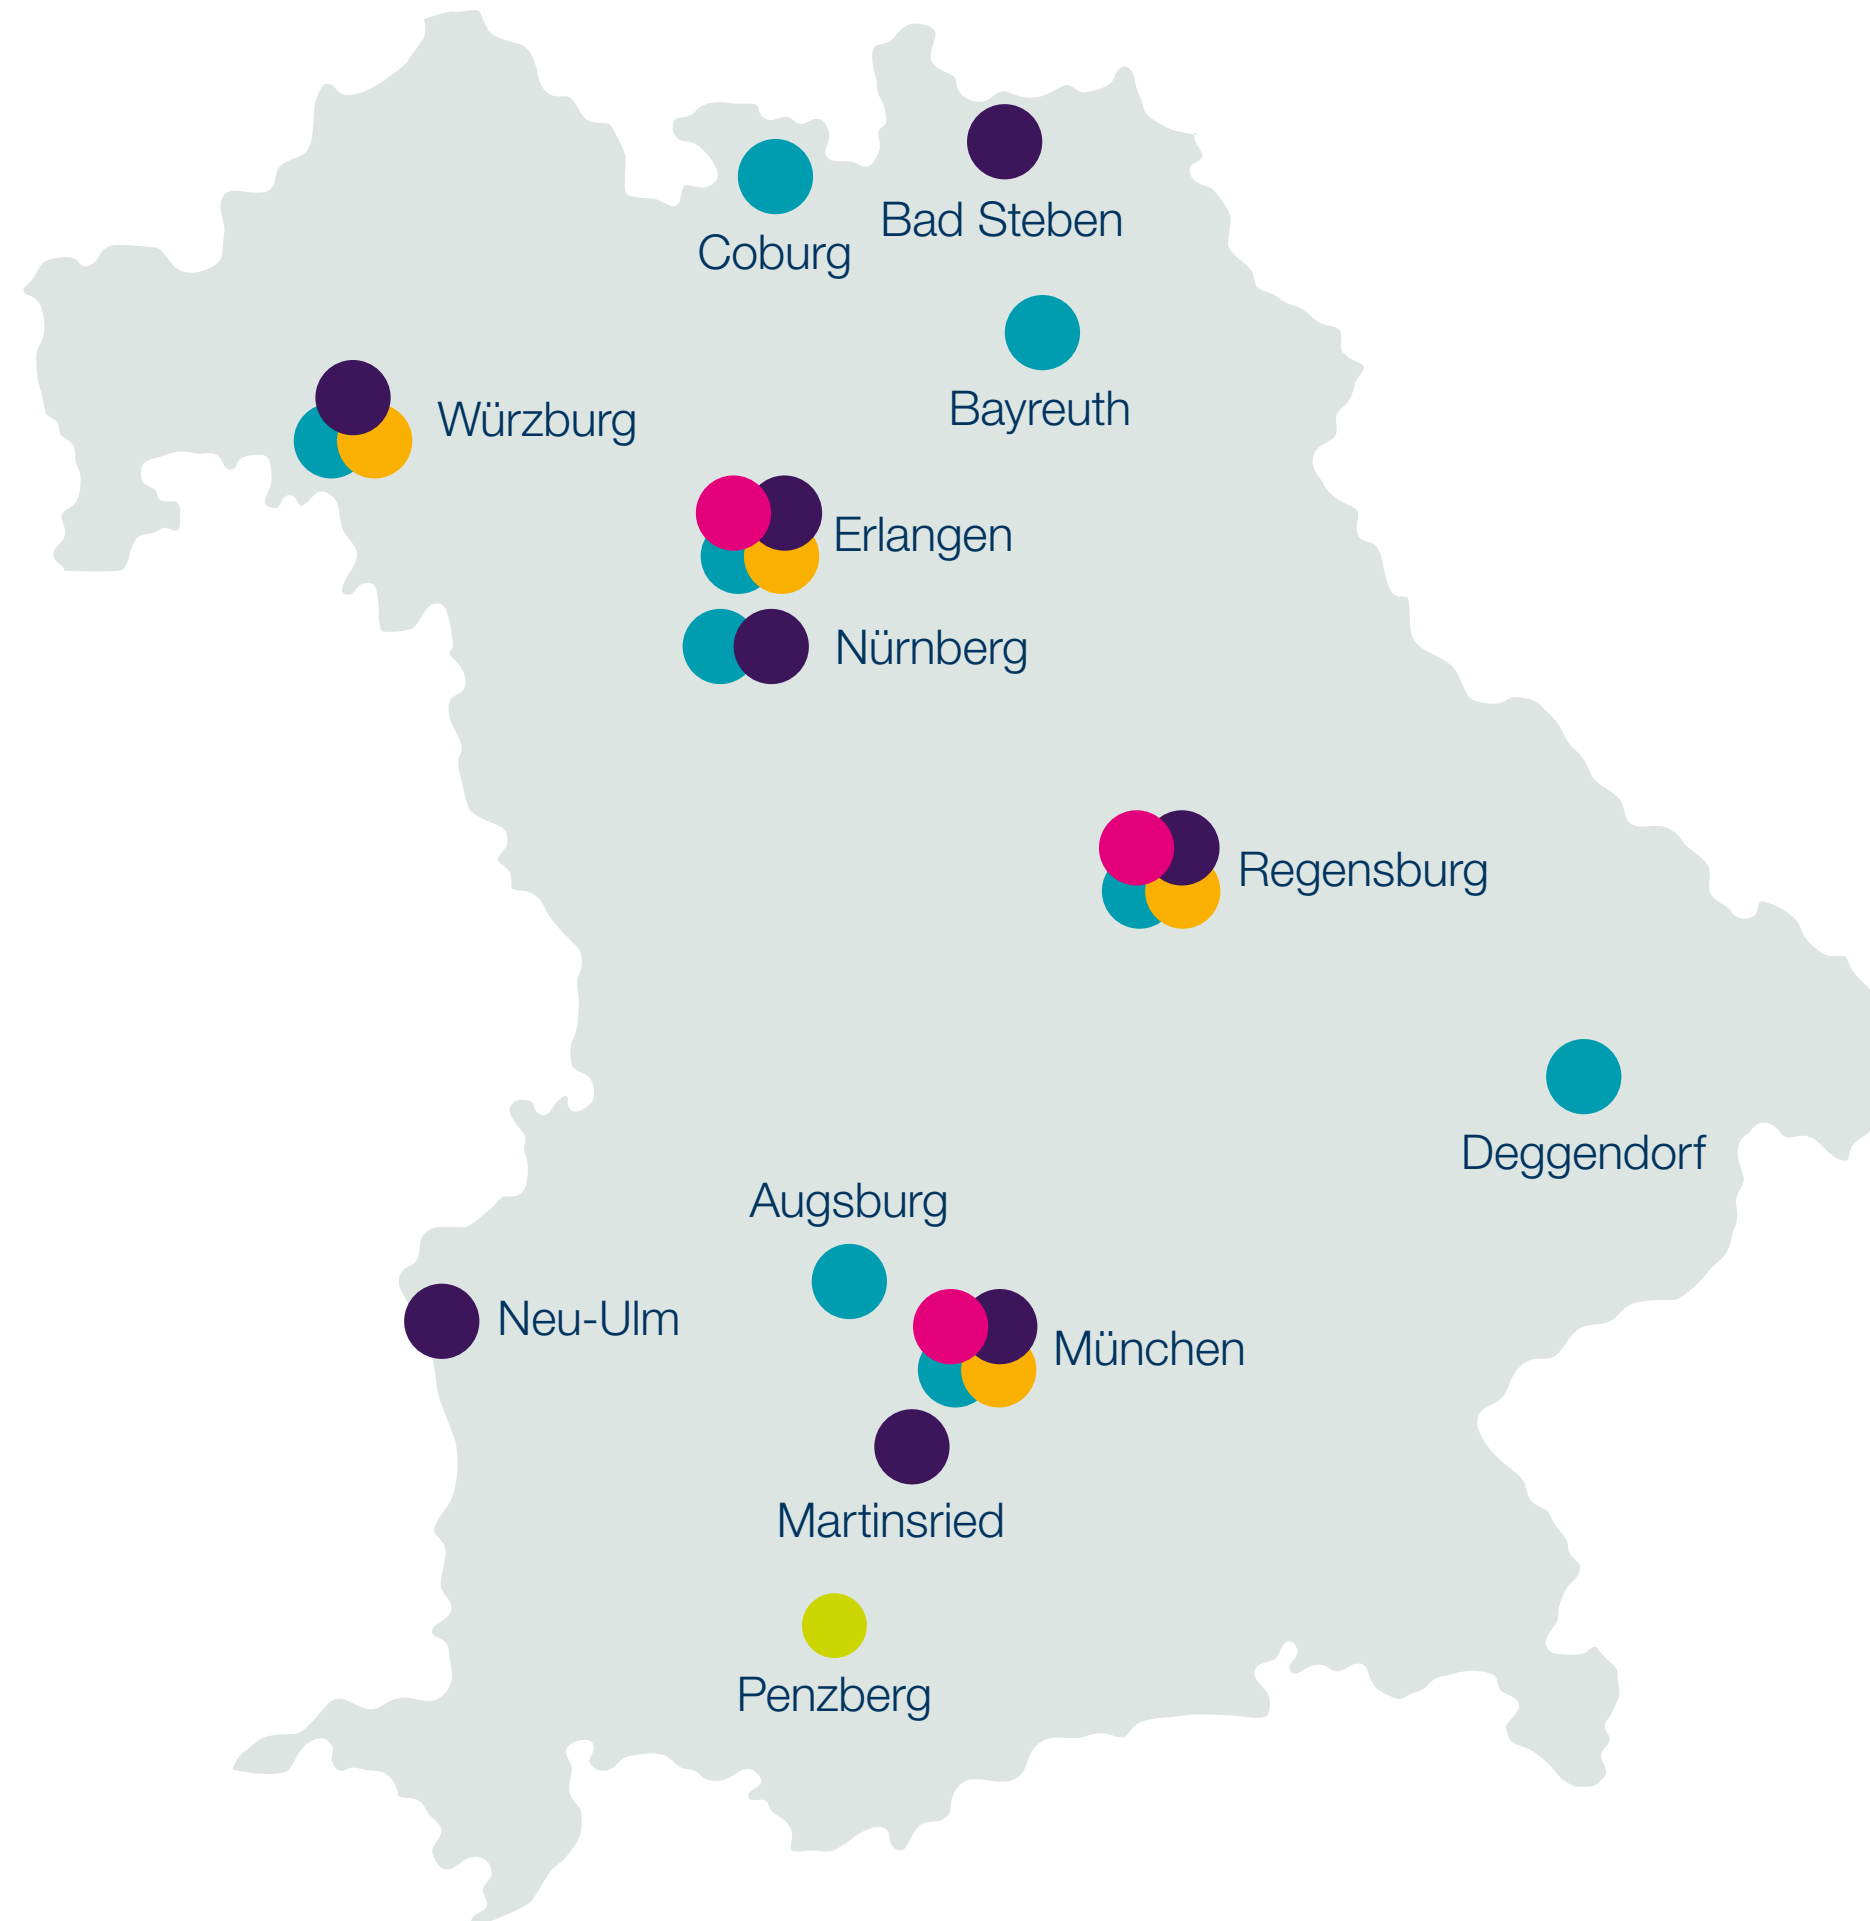 Bad Steben
Coburg
Bayreuth
Würzburg
Erlangen
Nürnberg
Regensburg
Deggendorf
Augsburg
Neu-Ulm
München
Martinsried
Penzberg